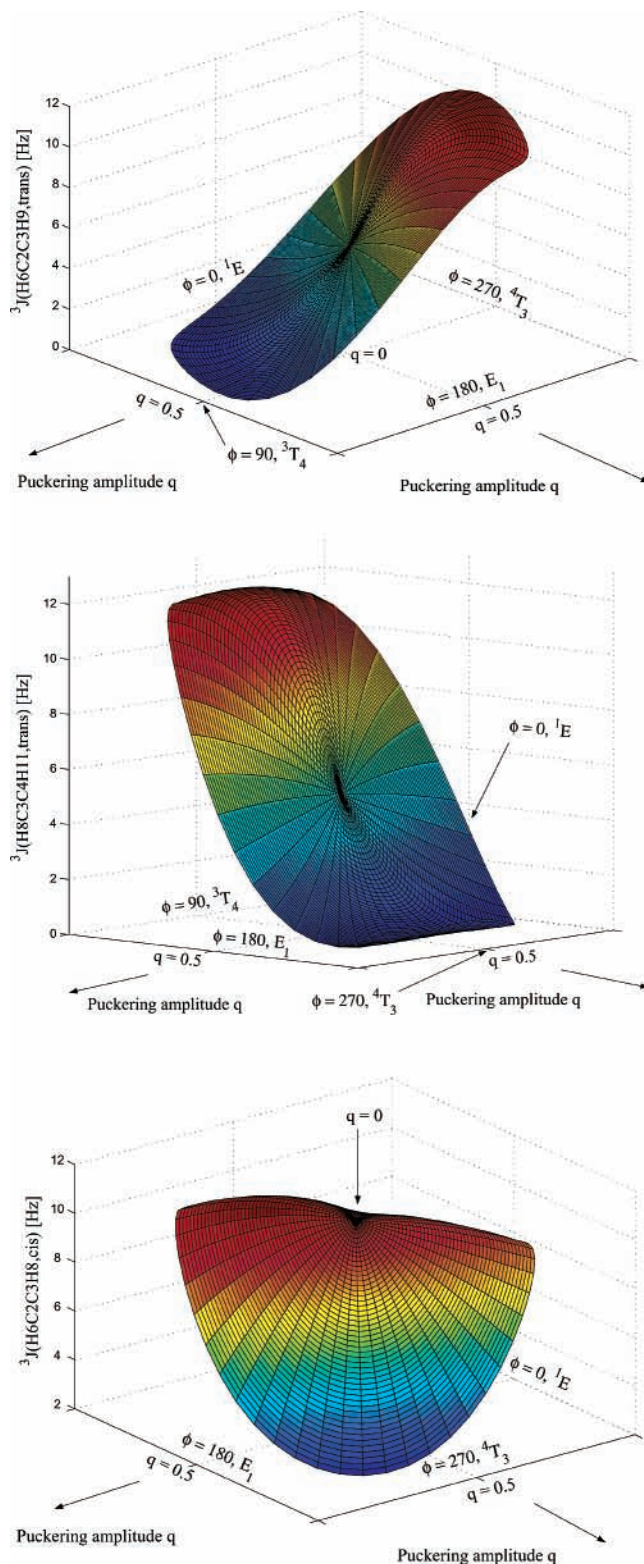 12
10
8
6
4
2
0
³J(H6C2C3H9,trans) [Hz]
ϕ = 0, ¹E
ϕ = 270, ⁴T₃
q = 0
ϕ = 180, E₁
q = 0.5
q = 0.5
ϕ = 90, ³T₄
Puckering amplitude q
Puckering amplitude q
12
10
8
6
4
2
0
³J(H8C3C4H11,trans) [Hz]
ϕ = 0, ¹E
ϕ = 90, ³T₄
ϕ = 180, E₁
q = 0.5
q = 0.5
Puckering amplitude q
ϕ = 270, ⁴T₃
Puckering amplitude q
q = 0
12
10
8
6
4
2
³J(H6C2C3H8,cis) [Hz]
ϕ = 0, ¹E
ϕ = 180, E₁
ϕ = 270, ⁴T₃
q = 0.5
q = 0.5
Puckering amplitude q
Puckering amplitude q